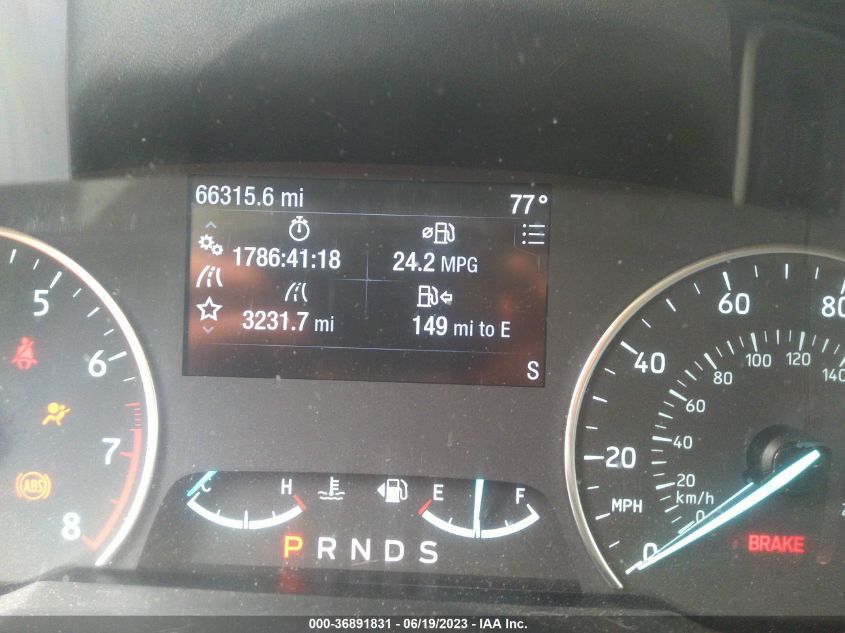 66315.6 mi
77°
1786:41:18
24.2 MPG
3231.7 mi
149 mi to E
S
5
6
7
8
ABS
C
H
E
F
P R N D S
0
20
40
60
80
MPH
0
20
40
60
80
100
120
140
km/h
BRAKE
000-36891831 - 06/19/2023 - IAA Inc.